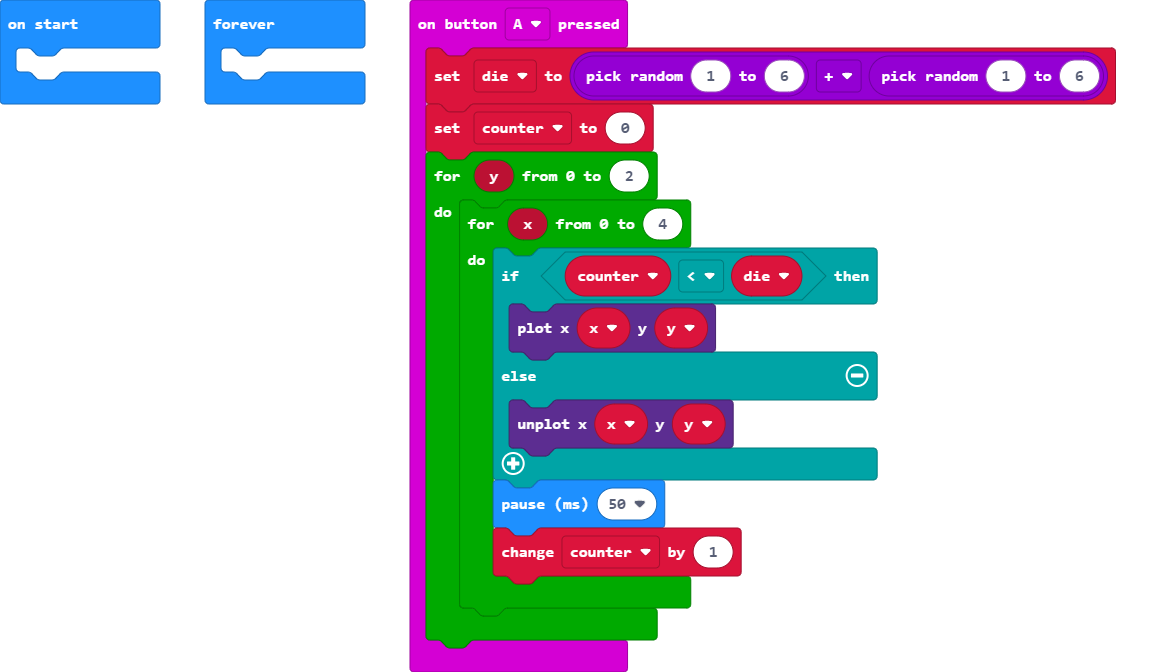 on start
forever
on button A pressed
set die to pick random 1 to 6 + pick random 1 to 6
set counter to 0
for y from 0 to 2
do
for x from 0 to 4
do
if counter < die then
plot x x y y
else
unplot x x y y
pause (ms) 50
change counter by 1